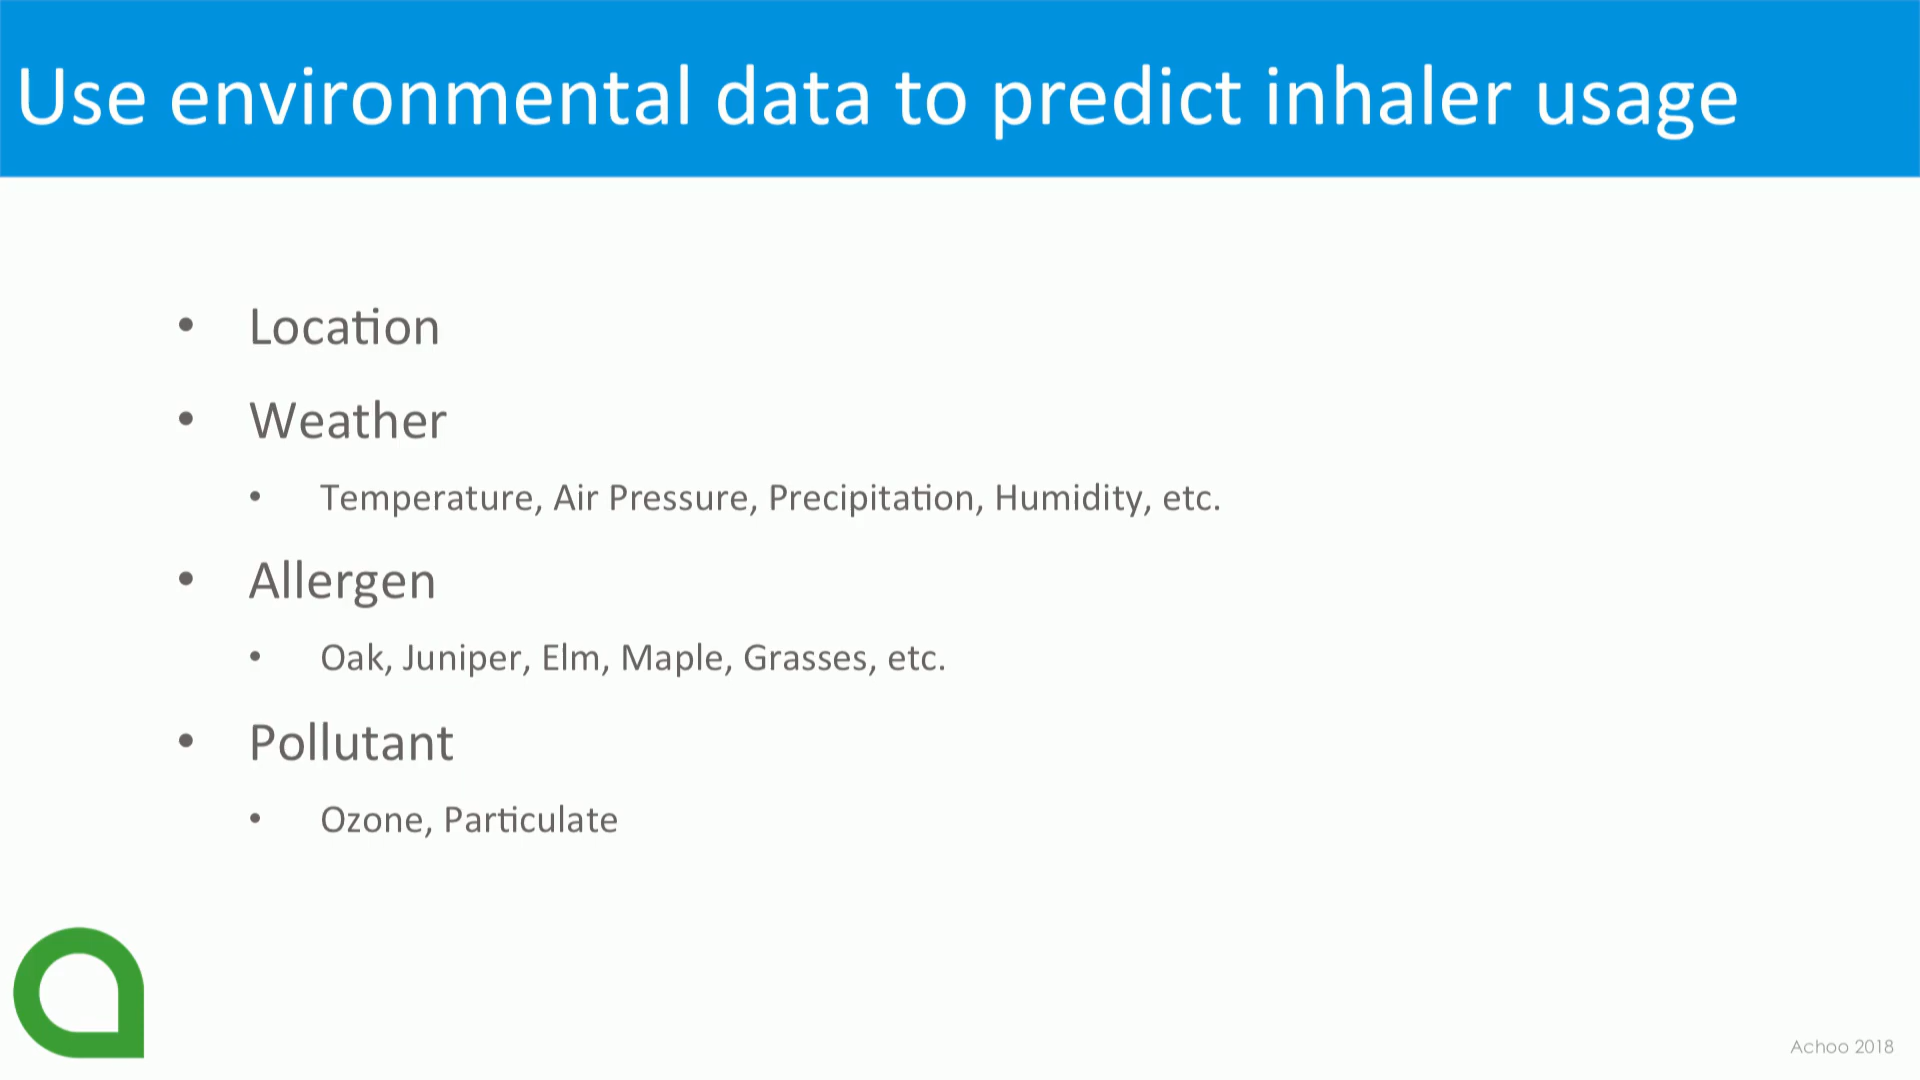 Use environmental data to predict inhaler usage
• Location
• Weather
• Temperature, Air Pressure, Precipitation, Humidity, etc.
• Allergen
• Oak, Juniper, Elm, Maple, Grasses, etc.
• Pollutant
• Ozone, Particulate
Achoo 2018